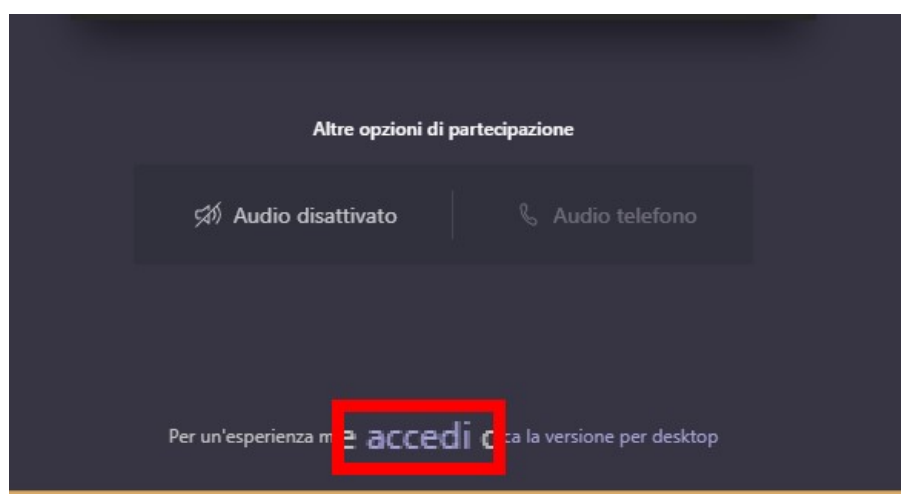 Altre opzioni di partecipazione
Audio disattivato
Audio telefono
Per un'esperienza accedi la versione per desktop